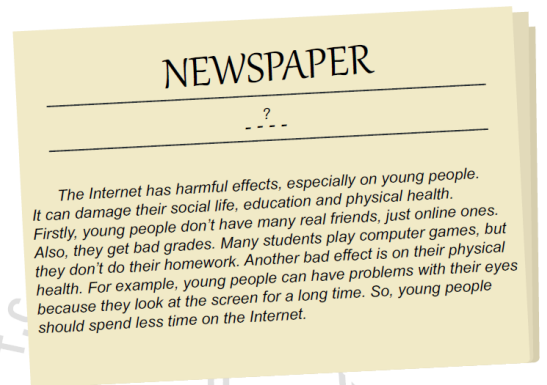 NEWSPAPER
?
- - - -
The Internet has harmful effects, especially on young people.
It can damage their social life, education and physical health.
Firstly, young people don't have many real friends, just online ones.
Also, they get bad grades. Many students play computer games, but
they don't do their homework. Another bad effect is on their physical
health. For example, young people can have problems with their eyes
because they look at the screen for a long time. So, young people
should spend less time on the Internet.